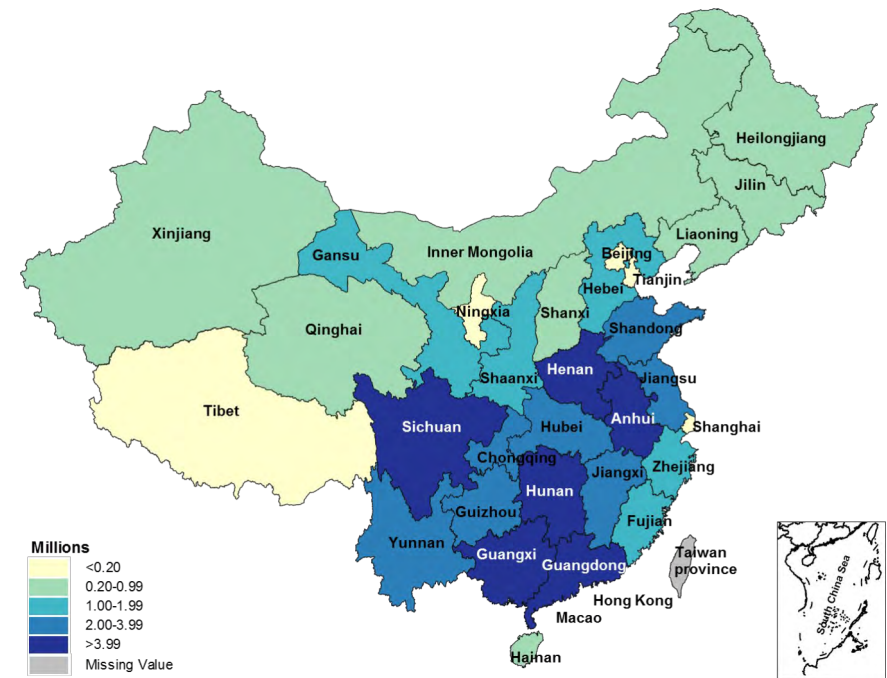 Heilongjiang
Jilin
Xinjiang
Liaoning
Inner Mongolia
Gansu
Beijing
Tianjin
Hebei
Ningxia
Shanxi
Qinghai
Shandong
Henan
Shaanxi
Jiangsu
Tibet
Anhui
Sichuan
Hubei
Shanghai
Chongqing
Zhejiang
Jiangxi
Hunan
Guizhou
Fujian
Yunnan
Guangxi
Guangdong
Taiwan
province
Hong Kong
Macao
Hainan
Millions
<0.20
0.20-0.99
1.00-1.99
2.00-3.99
>3.99
Missing Value
South China Sea